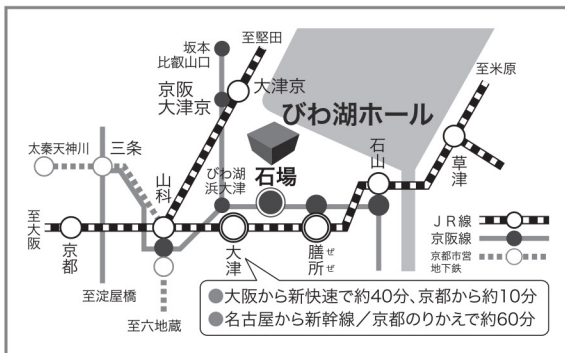 至堅田
坂本
比叡山口
大津京
京阪
大津京
びわ湖ホール
至米原
太秦天神川
三条
山科
びわ湖
浜大津
石場
石山
草津
至大阪
京都
大津
膳所
ぜぜ
ＪＲ線
京阪線
京都市営
地下鉄
至淀屋橋
至六地蔵
●大阪から新快速で約40分、京都から約10分
●名古屋から新幹線／京都のりかえで約60分